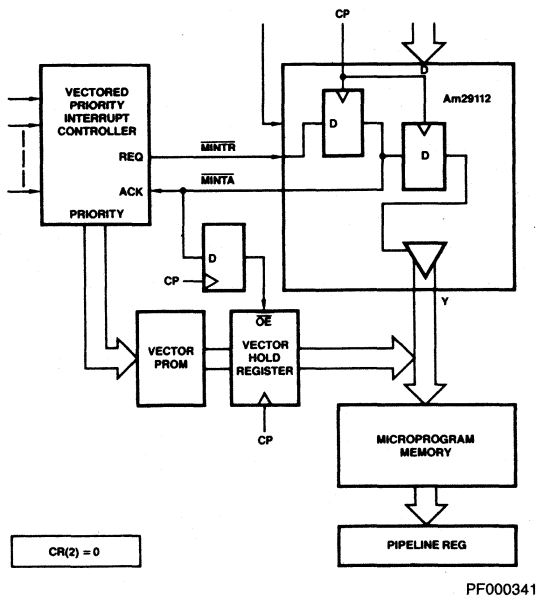 CP
D
Am29112
VECTORED
PRIORITY
INTERRUPT
CONTROLLER
D
D
REQ
MINTR
ACK
MINTA
PRIORITY
D
CP
Y
OE
VECTOR
PROM
VECTOR
HOLD
REGISTER
CP
MICROPROGRAM
MEMORY
CR(2) = 0
PIPELINE REG
PF000341